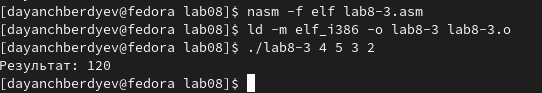 [dayanchberdyev@fedora lab08]$ nasm -f elf lab8-3.asm
[dayanchberdyev@fedora lab08]$ ld -m elf_i386 -o lab8-3 lab8-3.o
[dayanchberdyev@fedora lab08]$ ./lab8-3 4 5 3 2
Результат: 120
[dayanchberdyev@fedora lab08]$